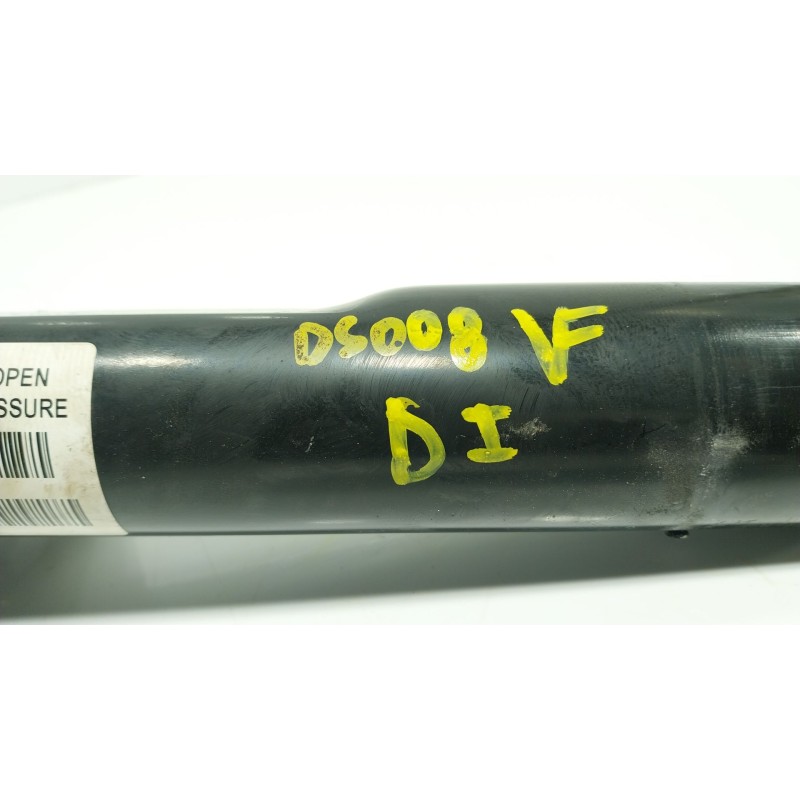 OPEN
SSURE
DS008 VF
DI